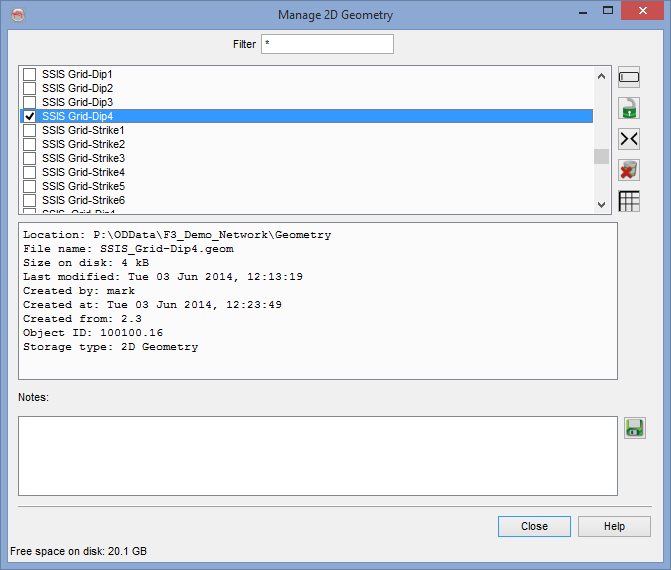 Manage 2D Geometry
Filter *
SSIS Grid-Dip1
SSIS Grid-Dip2
SSIS Grid-Dip3
SSIS Grid-Dip4
SSIS Grid-Strike1
SSIS Grid-Strike2
SSIS Grid-Strike3
SSIS Grid-Strike4
SSIS Grid-Strike5
SSIS Grid-Strike6
Location: P:\ODData\F3_Demo_Network\Geometry
File name: SSIS_Grid-Dip4.geom
Size on disk: 4 kB
Last modified: Tue 03 Jun 2014, 12:13:19
Created by: mark
Created at: Tue 03 Jun 2014, 12:23:49
Created from: 2.3
Object ID: 100100.16
Storage type: 2D Geometry
Notes:
Close Help
Free space on disk: 20.1 GB